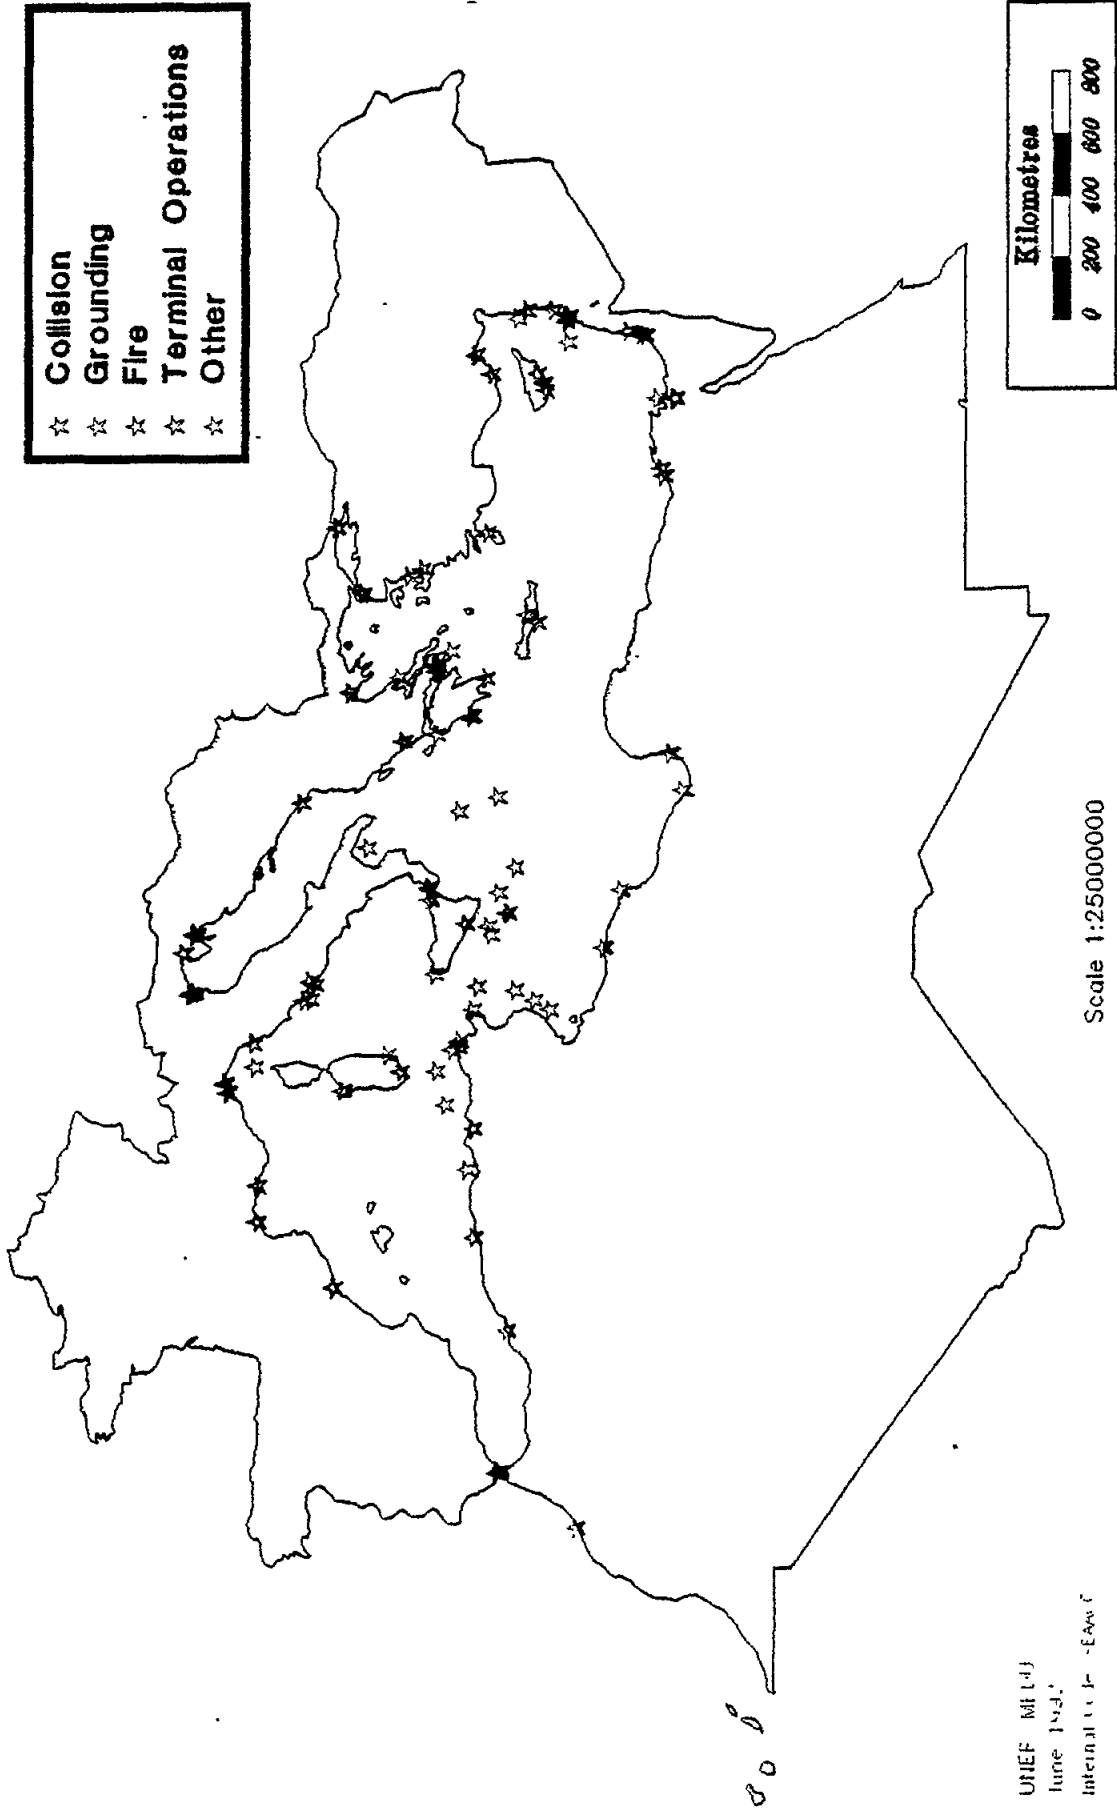 Collision
Grounding
Fire
Terminal Operations
Other
Kilometres
0 200 400 600 800
Scale 1:25000000
UNEP